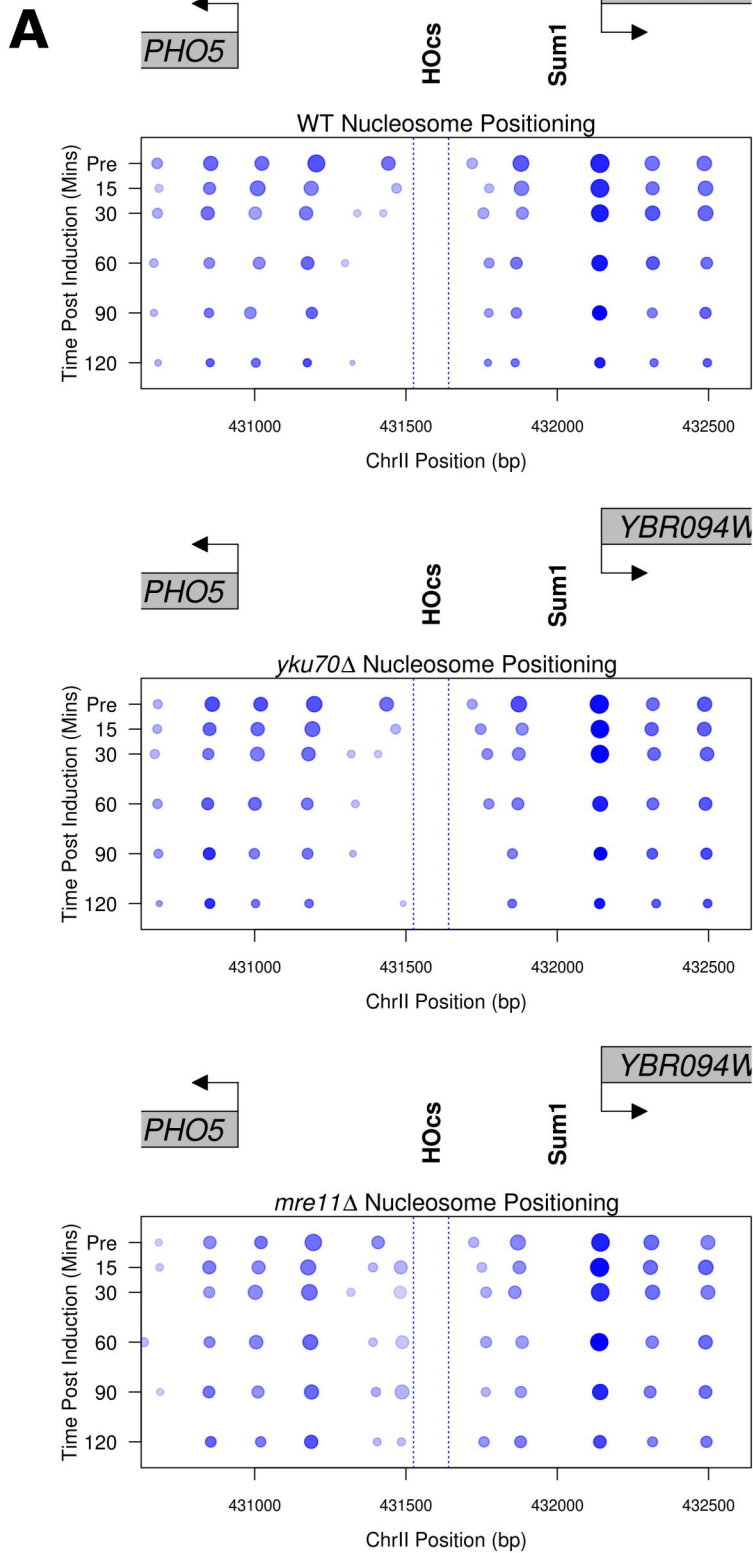 A
PHO5
HOcs
Sum1
WT Nucleosome Positioning
Time Post Induction (Mins)
Pre
15
30
60
90
120
431000 431500 432000 432500
ChrII Position (bp)
YBR094W
PHO5
HOcs
Sum1
yku70Δ Nucleosome Positioning
Time Post Induction (Mins)
Pre
15
30
60
90
120
431000 431500 432000 432500
ChrII Position (bp)
YBR094W
PHO5
HOcs
Sum1
mre11Δ Nucleosome Positioning
Time Post Induction (Mins)
Pre
15
30
60
90
120
431000 431500 432000 432500
ChrII Position (bp)